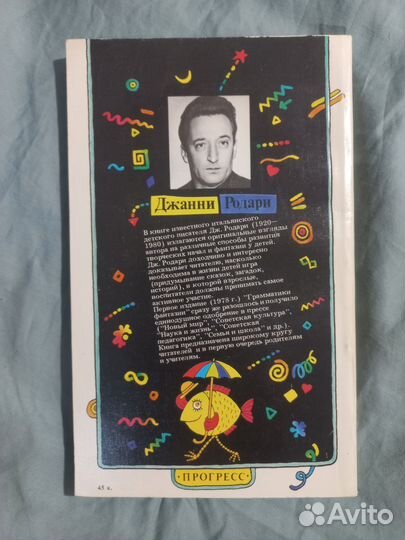 Джанни Родари
В книге известного итальянского
детского писателя Дж. Родари (1920—
1980) излагаются оригинальные взгляды
автора на различные способы развития
творческих начал и фантазии у детей.
Дж. Родари доходчиво и интересно
доказывает читателю, насколько
необходима в жизни детей игра
(придумывание сказок, загадок,
историй), в которой взрослые,
воспитатели должны принимать самое
активное участие.
Первое издание (1978 г.) "Грамматики
фантазии" сразу же разошлось и получило
единодушное одобрение в прессе
("Новый мир", "Советская культура",
"Наука и жизнь", "Советская
педагогика", "Семья и школа" и др.).
Книга предназначена широкому кругу
читателей и в первую очередь родителям
и учителям.
·ПРОГРЕСС·
45 к.
Avito